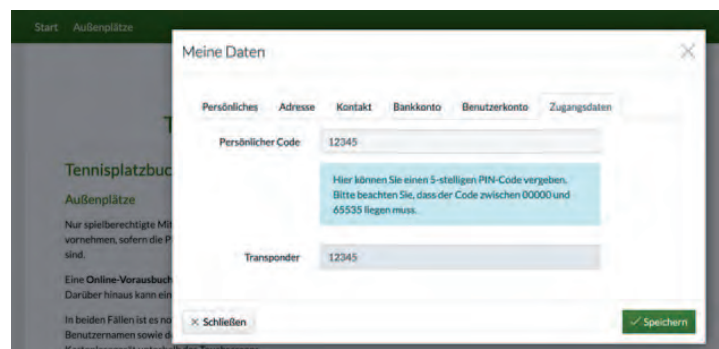 Start Außenplätze
Meine Daten
Persönliches Adresse Kontakt Bankkonto Benutzerkonto Zugangsdaten
Persönlicher Code 12345
Hier können Sie einen 5-stelligen PIN-Code vergeben.
Bitte beachten Sie, dass der Code zwischen 00000 und
65535 liegen muss.
Transponder 12345
× Schließen
✓ Speichern
T
Tennisplatzbuc
Außenplätze
Nur spielberechtigte Mit
vornehmen, sofern die P
sind.
Eine Online-Vorausbuch
Darüber hinaus kann ein
In beiden Fällen ist es no
Benutzernamen sowie d